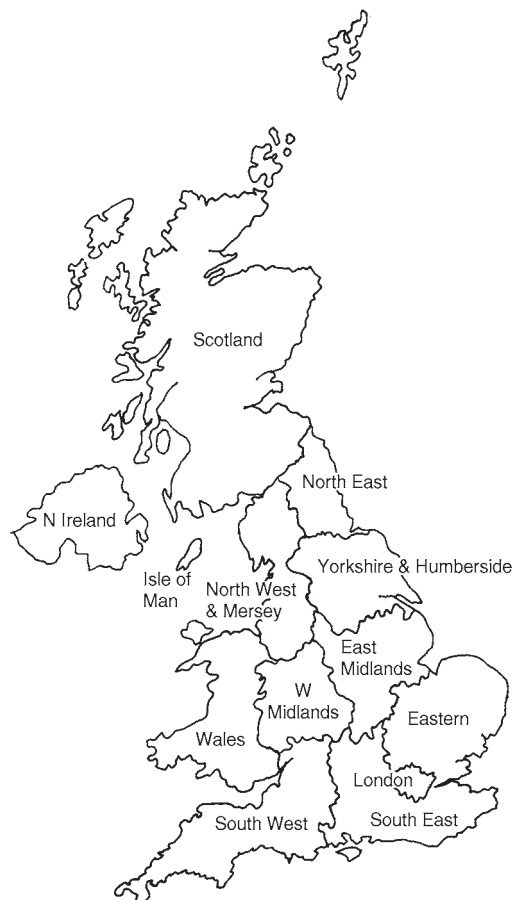 Scotland
North East
N Ireland
Yorkshire & Humberside
Isle of
Man
North West
& Mersey
East
Midlands
W
Midlands
Eastern
Wales
London
South West
South East